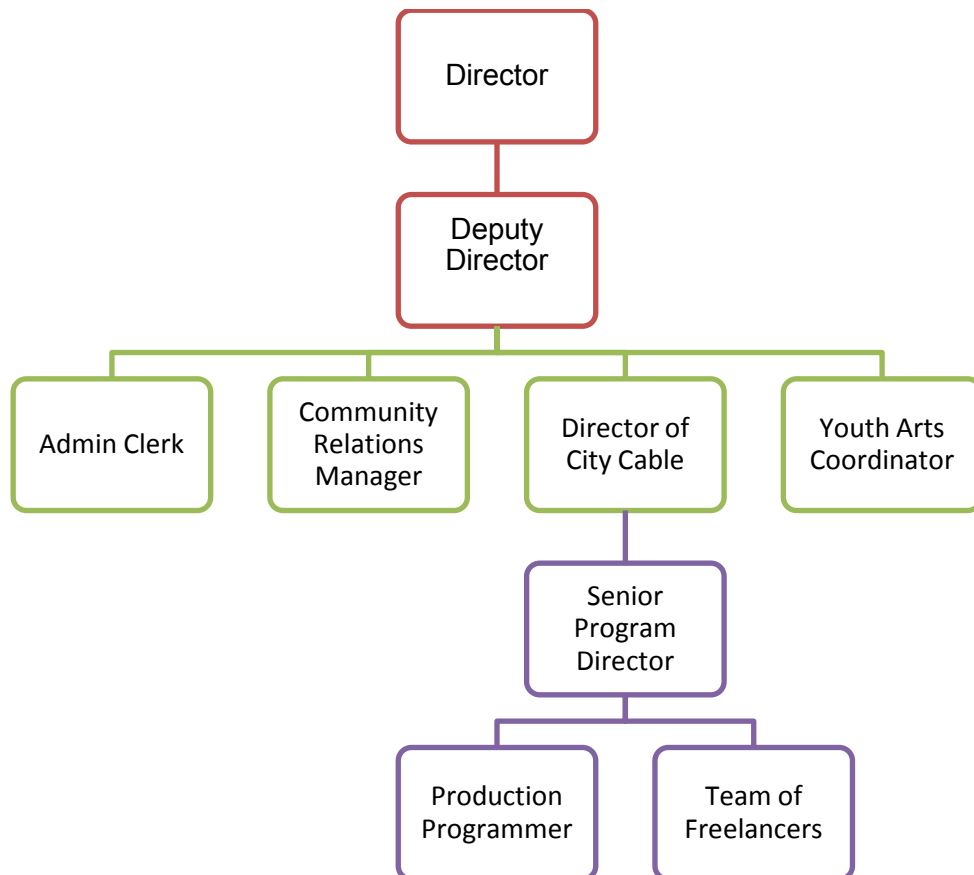 Director
Deputy
Director
Admin Clerk
Community
Relations
Manager
Director of
City Cable
Youth Arts
Coordinator
Senior
Program
Director
Production
Programmer
Team of
Freelancers